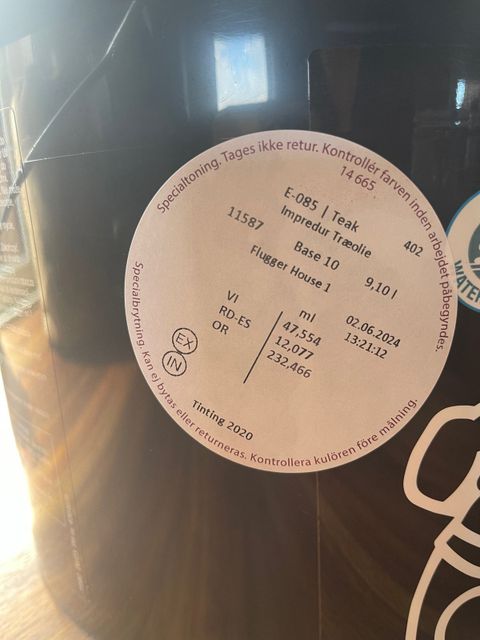 Specialtoning. Tages ikke retur. Kontrollér farven inden arbejdet påbegyndes.
14 665
E-085 | Teak
Impredur Træolie
402
11587
Base 10
9,10 l
Flugger House 1
ml
VI 47,554
RD-ES 12,077
OR 232,466
02.06.2024
13:21:12
EX
IN
Tinting 2020
Specialbrytning. Kan ej bytas eller returneras. Kontrollera kulören före målning.
WATE